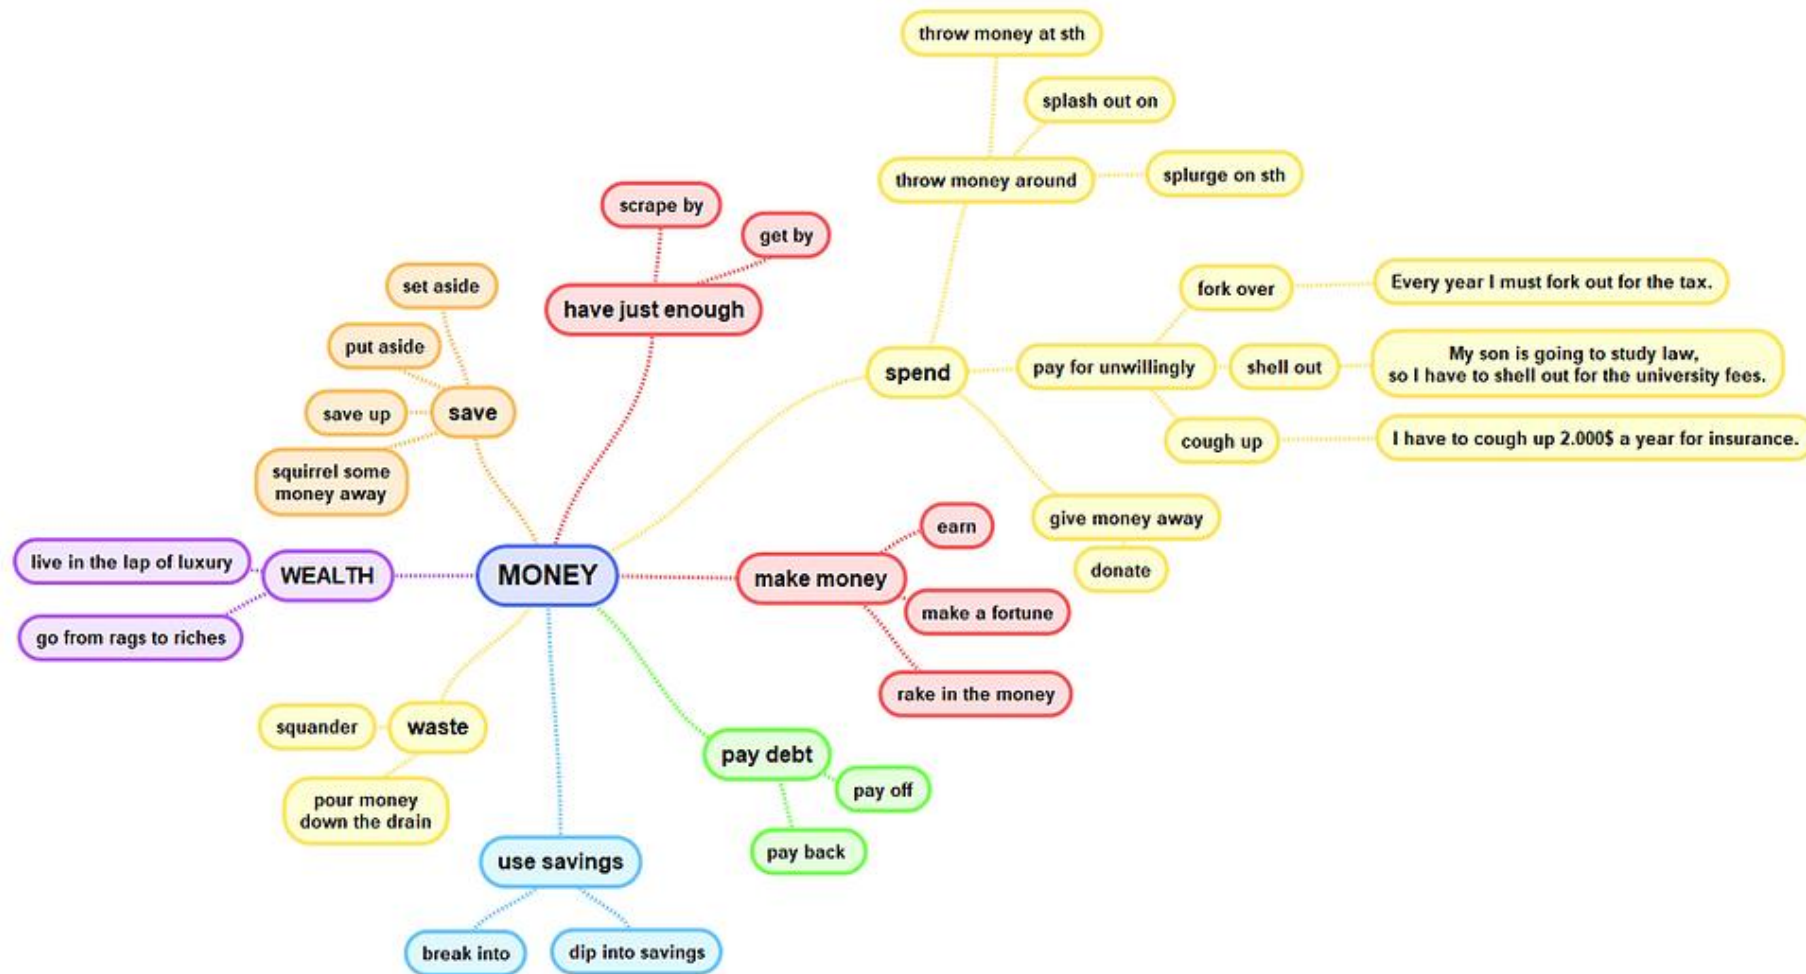 throw money at sth
splash out on
throw money around
splurge on sth
scrape by
get by
have just enough
set aside
put aside
save up
save
squirrel some
money away
fork over
Every year I must fork out for the tax.
spend
pay for unwillingly
shell out
My son is going to study law,
so I have to shell out for the university fees.
cough up
I have to cough up 2.000$ a year for insurance.
give money away
donate
live in the lap of luxury
WEALTH
go from rags to riches
MONEY
make money
earn
make a fortune
rake in the money
squander
waste
pour money
down the drain
pay debt
pay off
pay back
use savings
break into
dip into savings